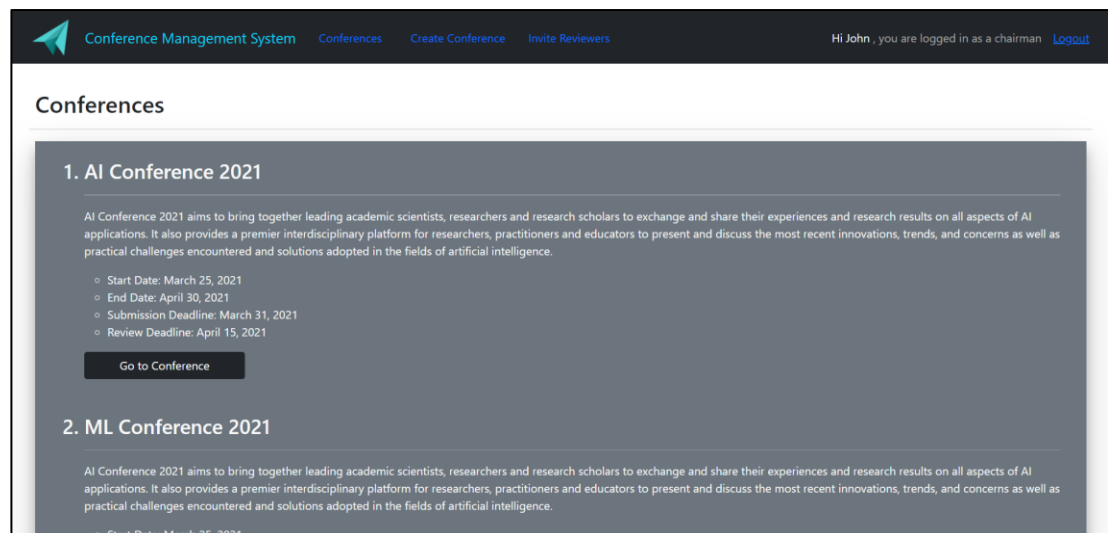 Conference Management System Conferences Create Conference Invite Reviewers Hi John , you are logged in as a chairman Logout
Conferences
1. AI Conference 2021
AI Conference 2021 aims to bring together leading academic scientists, researchers and research scholars to exchange and share their experiences and research results on all aspects of AI
applications. It also provides a premier interdisciplinary platform for researchers, practitioners and educators to present and discuss the most recent innovations, trends, and concerns as well as
practical challenges encountered and solutions adopted in the fields of artificial intelligence.
Start Date: March 25, 2021
End Date: April 30, 2021
Submission Deadline: March 31, 2021
Review Deadline: April 15, 2021
Go to Conference
2. ML Conference 2021
AI Conference 2021 aims to bring together leading academic scientists, researchers and research scholars to exchange and share their experiences and research results on all aspects of AI
applications. It also provides a premier interdisciplinary platform for researchers, practitioners and educators to present and discuss the most recent innovations, trends, and concerns as well as
practical challenges encountered and solutions adopted in the fields of artificial intelligence.
Start Date: March 25, 2021